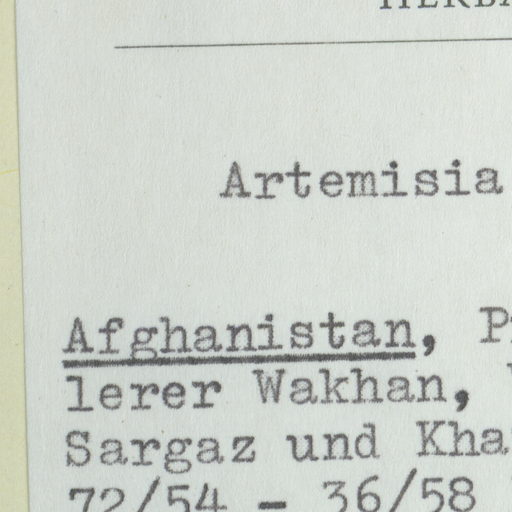 Artemisia
Afghanistan,
lerer Wakhan,
Sargaz und
72/54 - 36/58